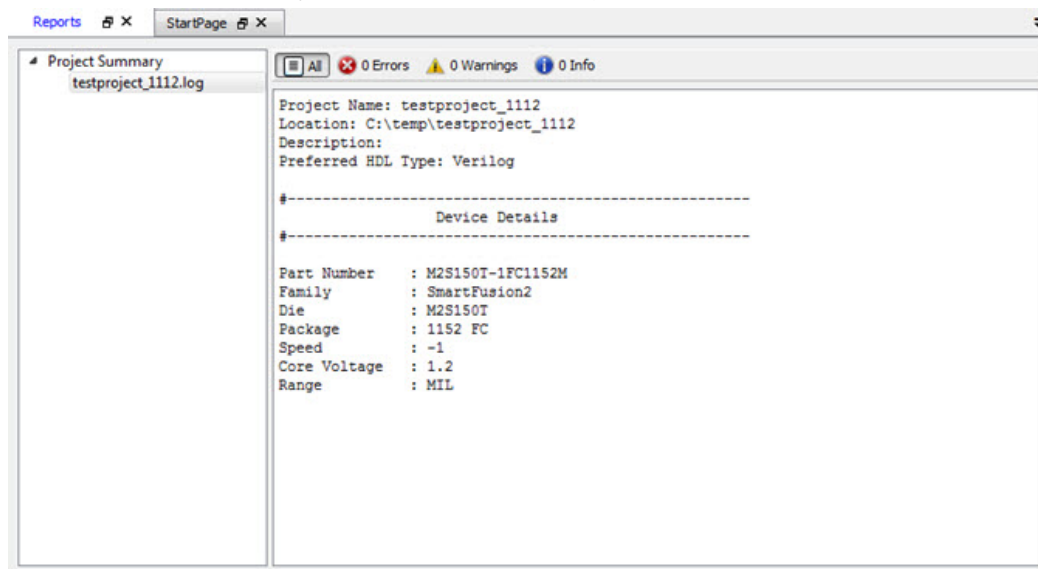 Reports
StartPage
Project Summary
testproject_1112.log
All 0 Errors 0 Warnings 0 Info
Project Name: testproject_1112
Location: C:\temp\testproject_1112
Description:
Preferred HDL Type: Verilog
#----------------------------------------------------
Device Details
#----------------------------------------------------
Part Number : M2S150T-1FC1152M
Family : SmartFusion2
Die : M2S150T
Package : 1152 FC
Speed : -1
Core Voltage : 1.2
Range : MIL